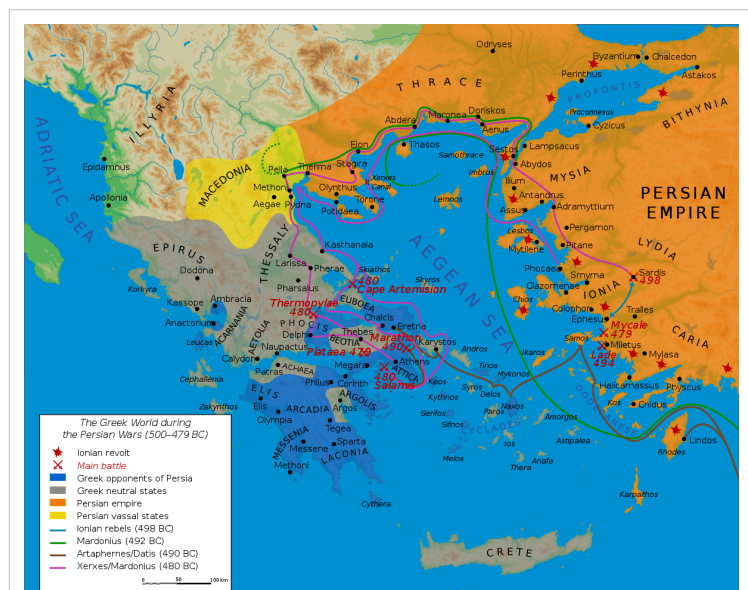 Odryses
Byzantium
Chalcedon
THRACE
Perinthus
Astakos
PROPONTIS
Proconnesus
BITHYNIA
ILLYRIA
Doriskos
Maronea
Abdera
Aenus
Cyzicus
ADRIATIC SEA
Eion
Thasos
Samothrace
Sestos
Lampsacus
Epidamnus
MACEDONIA
Pella
Therma
Stagira
Xerxes
Canal
Imbros
Abydos
MYSIA
Methon
Olynthus
Illum
Apollonia
Aegae
Pydna
Potidaea
Torone
Lemnos
Antandrus
Assus
Adramyttium
PERSIAN
EMPIRE
EPIRUS
THESSALY
Kasthanaia
AEGEAN SEA
Lesbos
Mytilene
Pergamon
Pitane
LYDIA
Larissa
Pherae
Skiathos
Phocaea
Dodona
Korkyra
Pharsalus
480
Cape Artemision
Skyros
Smyrna
Sardis
498
Clazomenae
IONIA
Kassope
Ambracia
Thermopylae
480
EUBOEA
Chios
Colophon
Anactorium
ACARNANIA
PHOCIS
Chalcis
Eretria
Ephesus
Tralles
Mycale
479
Leucas
AETOLIA
Delphi
Thebes
BEOTIA
Marathon
490
Karystos
Samos
CARIA
Naupactus
Plataea 479
Andros
Ikaros
Miletus
Lade
494
Mylasa
Calydon
Megara
Athens
Tinos
Cephallenia
Patras
ACHAEA
ATTICA
480
Salamis
Mykonos
Philus
Corinth
Keos
Syros
Halicarnassus
Physcus
Zakynthos
ELIS
ARGOLIS
Kythnos
Delos
DODECANESE
Kos
Cnidus
Elis
ARCADIA
Argos
Serifos
Paros
Naxos
Amorgos
Olympia
Tegea
Sifnos
CYCLADES
Ios
Astipalea
Rhodes
Lindos
MESSENIA
Messene
Sparta
LACONIA
Melos
Thera
Anafe
Methoni
Karpathos
Cythera
CRETE
The Greek World during
the Persian Wars (500–479 BC)
Ionian revolt
Main battle
Greek opponents of Persia
Greek neutral states
Persian empire
Persian vassal states
Ionian rebels (498 BC)
Mardonius (492 BC)
Artaphernes/Datis (490 BC)
Xerxes/Mardonius (480 BC)
0 50 100 km